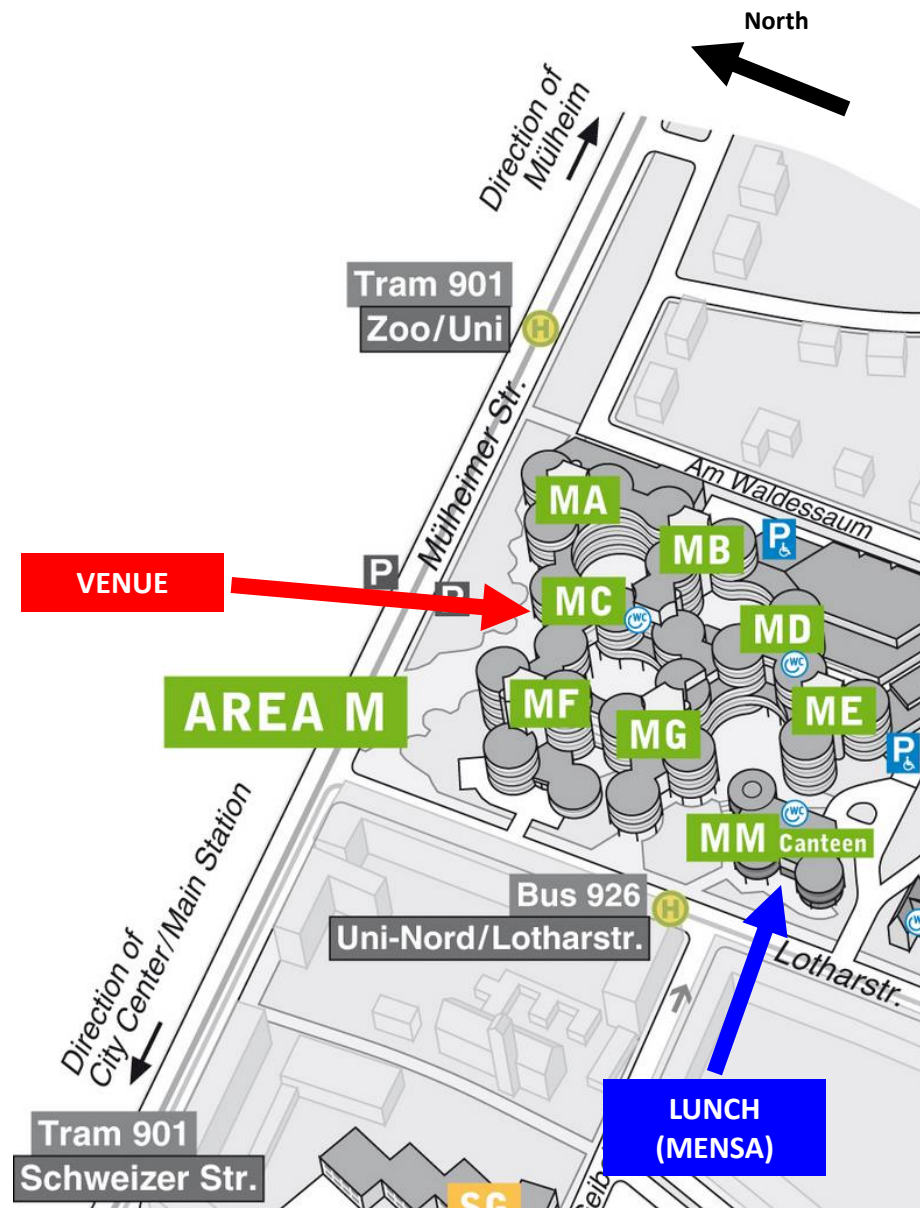 North
Direction of
Mülheim
Tram 901
Zoo/Uni
H
Mülheimer Str.
Am Waldessaum
MA
MB
P
VENUE
P
P
MC
WC
MD
WC
AREA M
MF
MG
ME
P
WC
MM Canteen
Bus 926
Uni-Nord/Lotharstr.
H
Lotharstr.
Direction of
City Center/Main Station
LUNCH
(MENSA)
Tram 901
Schweizer Str.
SG